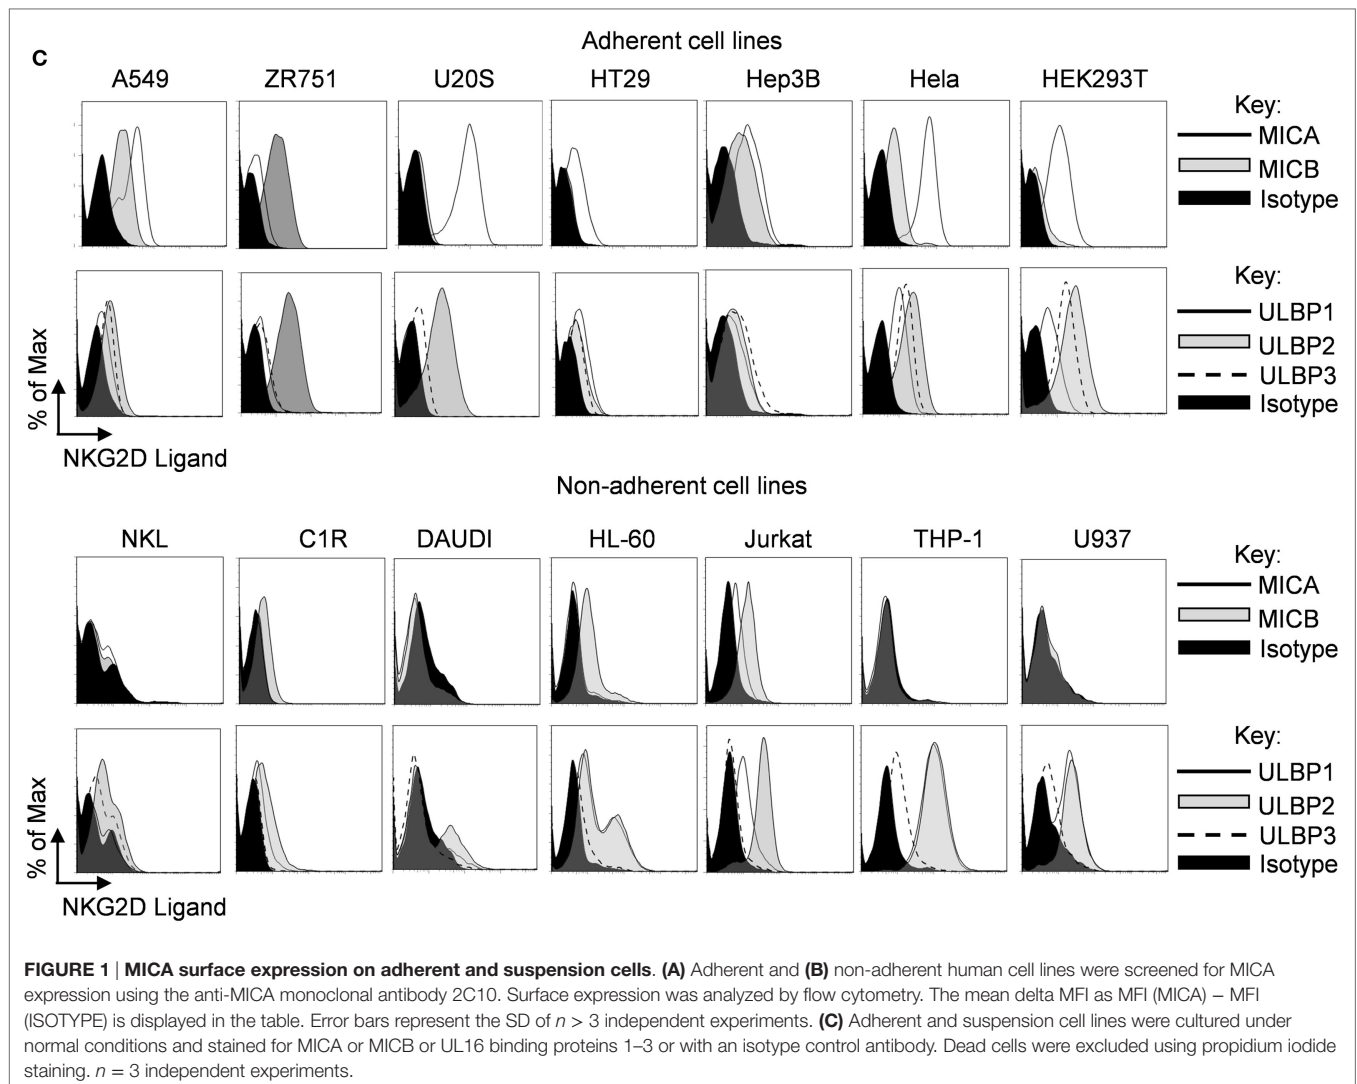 C
Adherent cell lines
A549 ZR751 U20S HT29 Hep3B Hela HEK293T
Key:
MICA
MICB
Isotype
Key:
ULBP1
ULBP2
ULBP3
Isotype
% of Max
NKG2D Ligand
Non-adherent cell lines
NKL C1R DAUDI HL-60 Jurkat THP-1 U937
Key:
MICA
MICB
Isotype
Key:
ULBP1
ULBP2
ULBP3
Isotype
% of Max
NKG2D Ligand
FIGURE 1 | MICA surface expression on adherent and suspension cells. (A) Adherent and (B) non-adherent human cell lines were screened for MICA
expression using the anti-MICA monoclonal antibody 2C10. Surface expression was analyzed by flow cytometry. The mean delta MFI as MFI (MICA) − MFI
(ISOTYPE) is displayed in the table. Error bars represent the SD of n > 3 independent experiments. (C) Adherent and suspension cell lines were cultured under
normal conditions and stained for MICA or MICB or UL16 binding proteins 1–3 or with an isotype control antibody. Dead cells were excluded using propidium iodide
staining. n = 3 independent experiments.